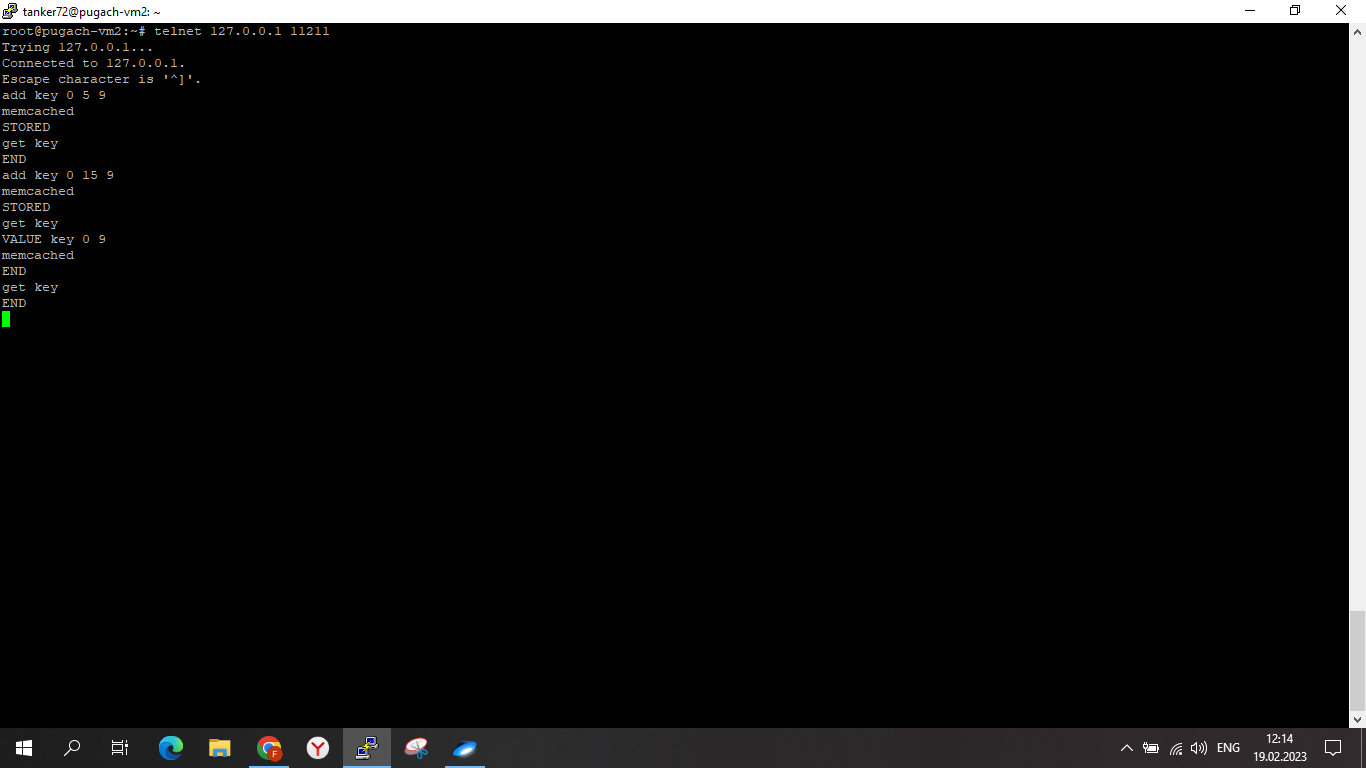 tanker72@pugach-vm2: ~
root@pugach-vm2:~# telnet 127.0.0.1 11211
Trying 127.0.0.1...
Connected to 127.0.0.1.
Escape character is '^]'.
add key 0 5 9
memcached
STORED
get key
END
add key 0 15 9
memcached
STORED
get key
VALUE key 0 9
memcached
END
get key
END
F
Y
ENG
12:14
19.02.2023